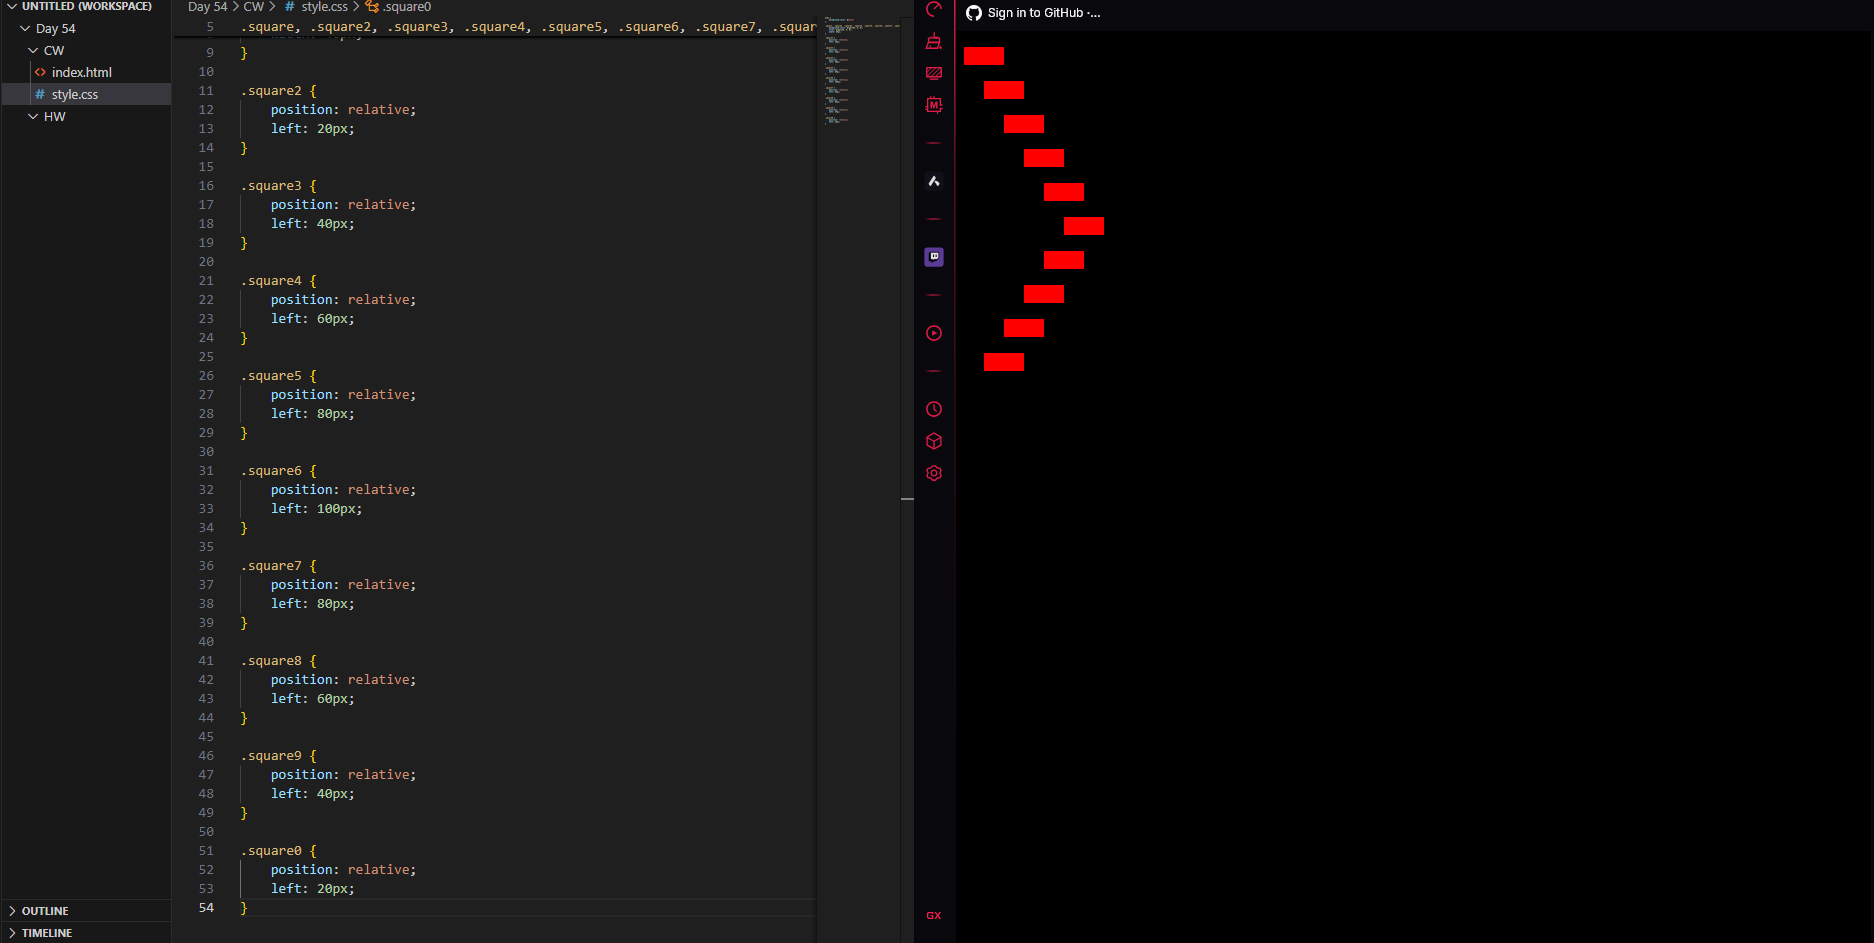 UNTITLED (WORKSPACE)
Day 54
CW
index.html
# style.css
HW
OUTLINE
TIMELINE
Day 54 > CW > # style.css > .square0
5 .square, .square2, .square3, .square4, .square5, .square6, .square7, .squar
9 }
10
11 .square2 {
12 position: relative;
13 left: 20px;
14 }
15
16 .square3 {
17 position: relative;
18 left: 40px;
19 }
20
21 .square4 {
22 position: relative;
23 left: 60px;
24 }
25
26 .square5 {
27 position: relative;
28 left: 80px;
29 }
30
31 .square6 {
32 position: relative;
33 left: 100px;
34 }
35
36 .square7 {
37 position: relative;
38 left: 80px;
39 }
40
41 .square8 {
42 position: relative;
43 left: 60px;
44 }
45
46 .square9 {
47 position: relative;
48 left: 40px;
49 }
50
51 .square0 {
52 position: relative;
53 left: 20px;
54 }
M
GX
Sign in to GitHub ·...